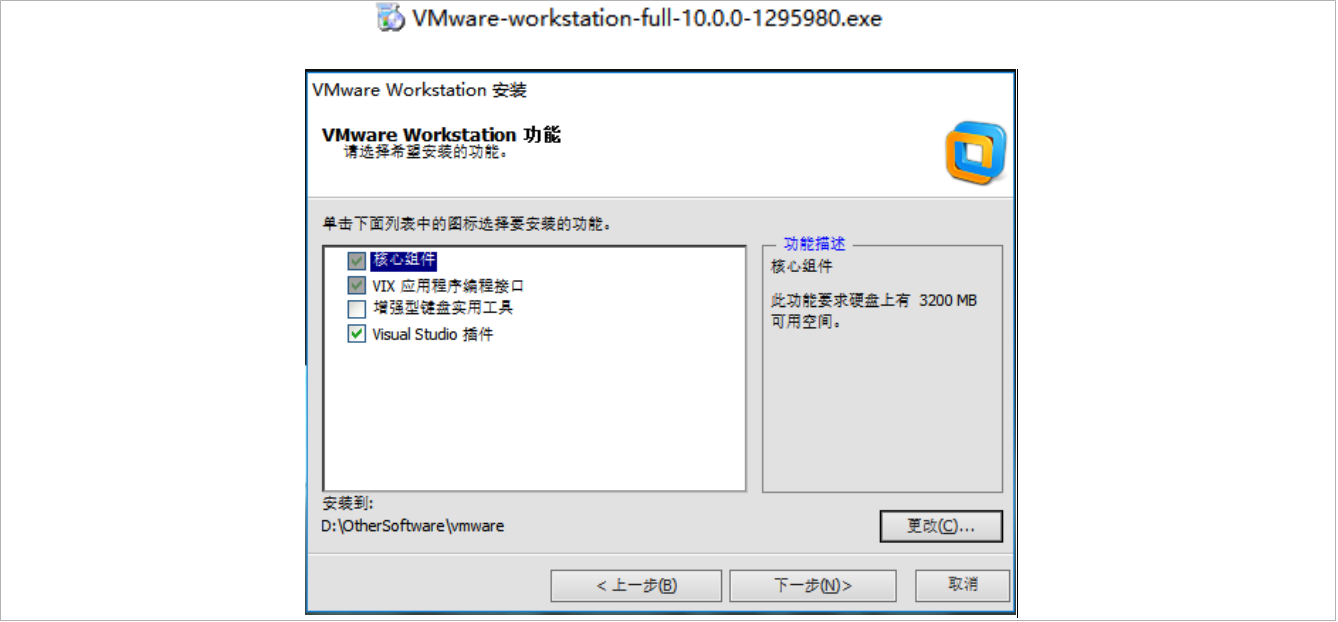 VMware-workstation-full-10.0.0-1295980.exe
VMware Workstation 安装
VMware Workstation 功能
请选择希望安装的功能。
单击下面列表中的图标选择要安装的功能。
核心组件
VIX 应用程序编程接口
增强型键盘实用工具
Visual Studio 插件
功能描述
核心组件
此功能要求硬盘上有 3200 MB
可用空间。
安装到:
D:\OtherSoftware\vmware
更改(C)...
< 上一步(B)
下一步(N)>
取消